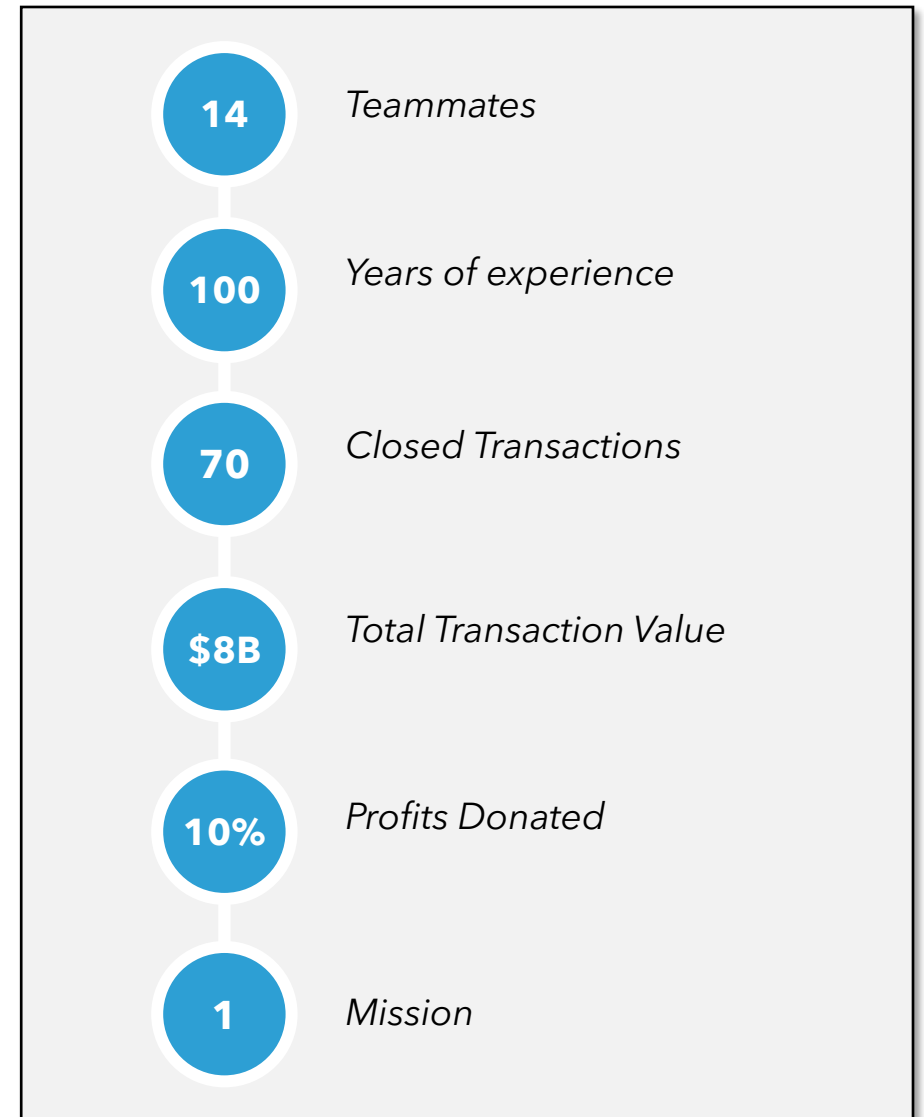 14
Teammates
100
Years of experience
70
Closed Transactions
$8B
Total Transaction Value
10%
Profits Donated
1
Mission